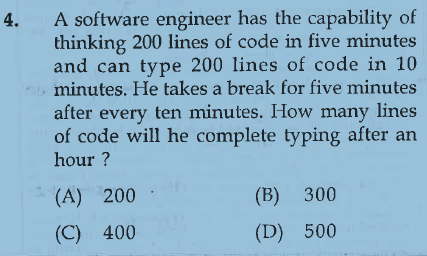 4. A software engineer has the capability of
thinking 200 lines of code in five minutes
and can type 200 lines of code in 10
minutes. He takes a break for five minutes
after every ten minutes. How many lines
of code will he complete typing after an
hour ?
(A) 200 (B) 300
(C) 400 (D) 500